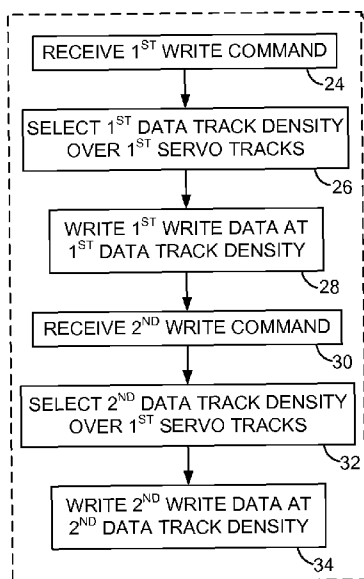 RECEIVE 1ST WRITE COMMAND
24
SELECT 1ST DATA TRACK DENSITY
OVER 1ST SERVO TRACKS
26
WRITE 1ST WRITE DATA AT
1ST DATA TRACK DENSITY
28
RECEIVE 2ND WRITE COMMAND
30
SELECT 2ND DATA TRACK DENSITY
OVER 1ST SERVO TRACKS
32
WRITE 2ND WRITE DATA AT
2ND DATA TRACK DENSITY
34